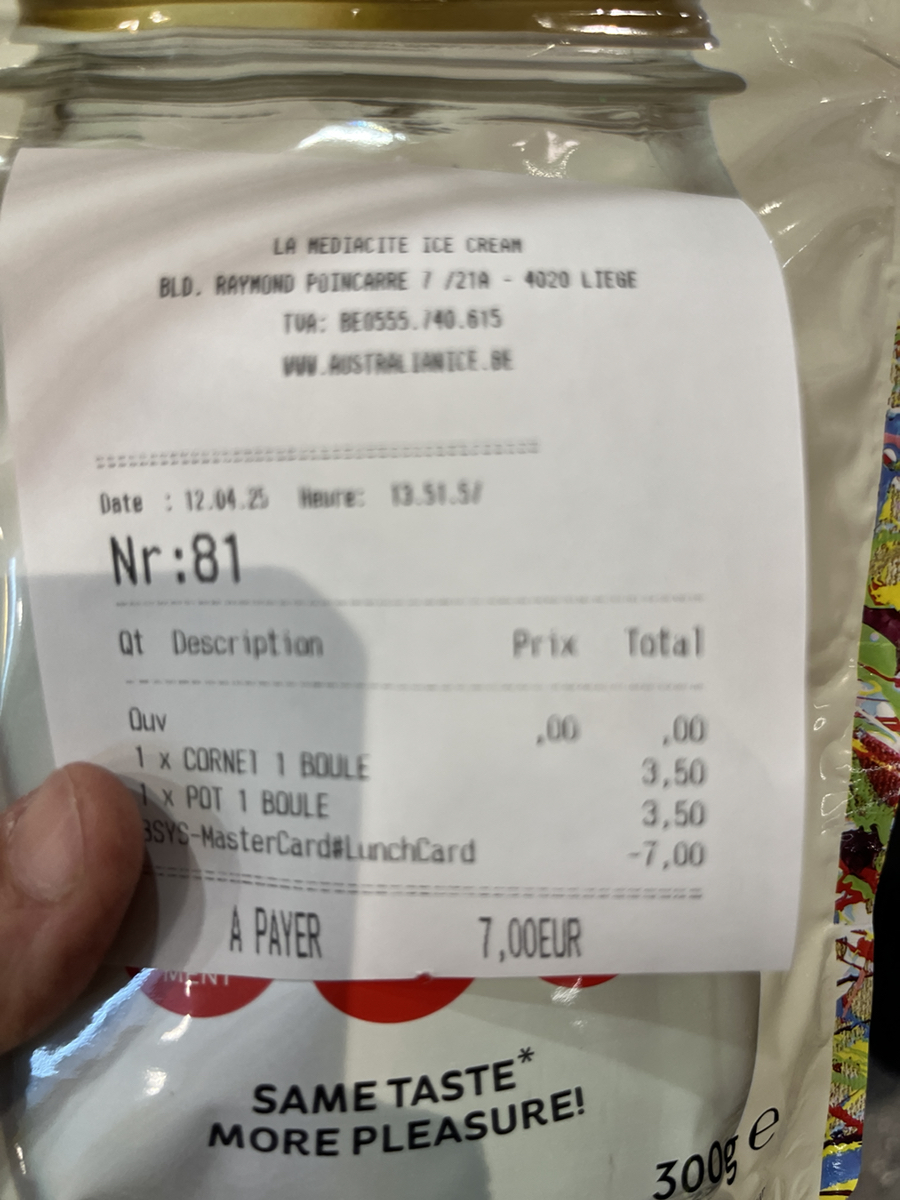 LA MEDIACITE ICE CREAM
BLD. RAYMOND POINCARRE 7 /21A - 4020 LIEGE
TVA: BE0555.740.615
WWW.AUSTRALIANICE.BE
Date : 12.04.25 Heure: 13.51.57
Nr:81
Qt Description Prix Total
Ouv ,00 ,00
1 x CORNET 1 BOULE 3,50
1 x POT 1 BOULE 3,50
BSYS-MasterCard#LunchCard -7,00
A PAYER 7,00EUR
MENT
SAME TASTE*
MORE PLEASURE!
300g e